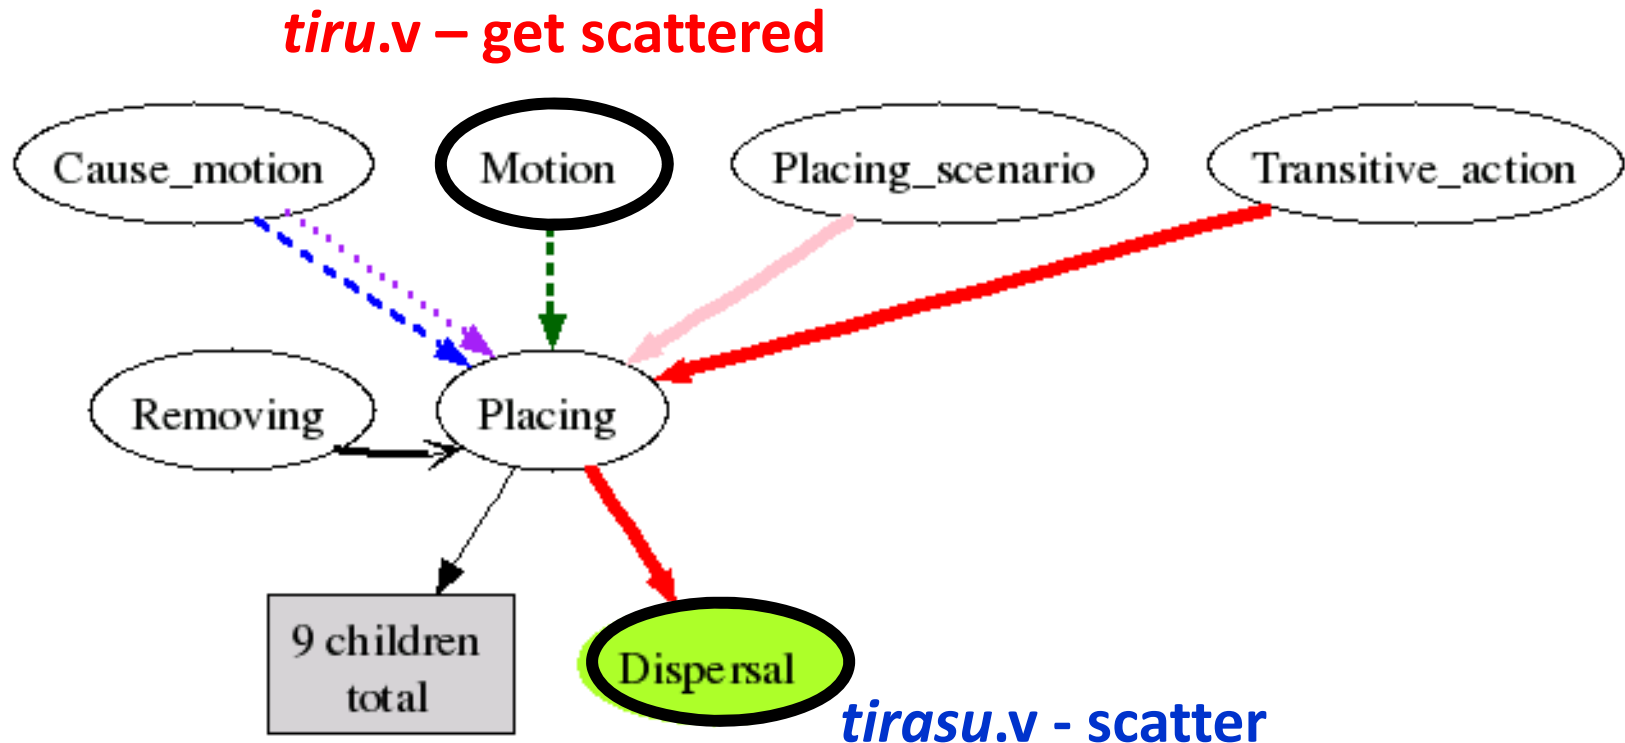 tiru.v – get scattered
Cause_motion
Motion
Placing_scenario
Transitive_action
Removing
Placing
9 children
total
Dispersal
tirasu.v - scatter